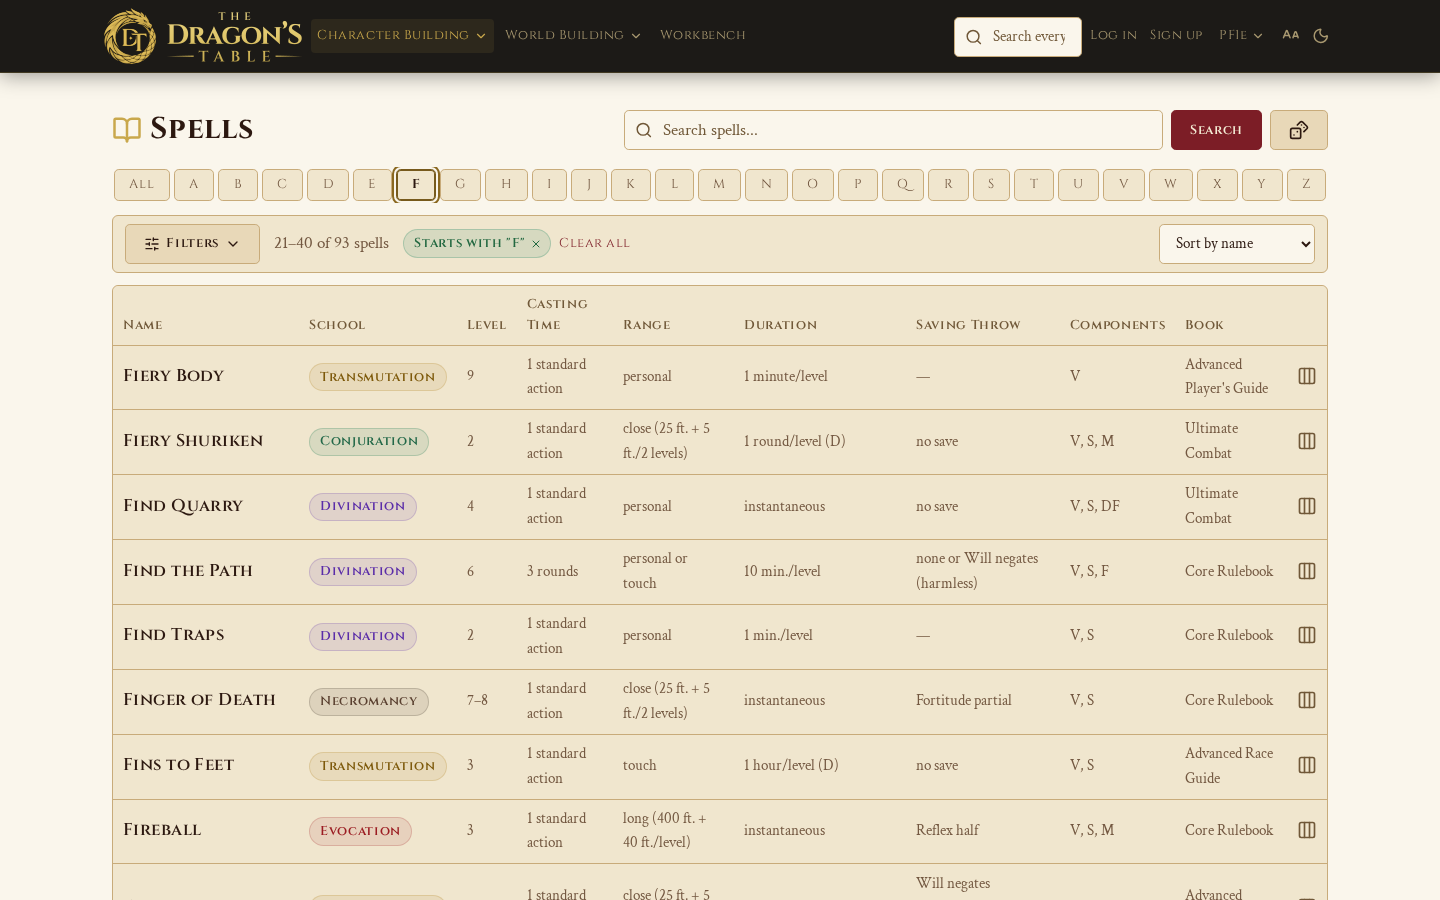 THE
DRAGON'S
TABLE
Character Building
World Building
Workbench
Search every
Log in
Sign up
PF1e
AA
Spells
Search spells...
Search
All A B C D E F G H I J K L M N O P Q R S T U V W X Y Z
Filters
21–40 of 93 spells
Starts with "F" ×
Clear all
Sort by name
Name School Level Casting Time Range Duration Saving Throw Components Book
Fiery Body Transmutation 9 1 standard action personal 1 minute/level — V Advanced Player's Guide
Fiery Shuriken Conjuration 2 1 standard action close (25 ft. + 5 ft./2 levels) 1 round/level (D) no save V, S, M Ultimate Combat
Find Quarry Divination 4 1 standard action personal instantaneous no save V, S, DF Ultimate Combat
Find the Path Divination 6 3 rounds personal or touch 10 min./level none or Will negates (harmless) V, S, F Core Rulebook
Find Traps Divination 2 1 standard action personal 1 min./level — V, S Core Rulebook
Finger of Death Necromancy 7–8 1 standard action close (25 ft. + 5 ft./2 levels) instantaneous Fortitude partial V, S Core Rulebook
Fins to Feet Transmutation 3 1 standard action touch 1 hour/level (D) no save V, S Advanced Race Guide
Fireball Evocation 3 1 standard action long (400 ft. + 40 ft./level) instantaneous Reflex half V, S, M Core Rulebook
1 standard close (25 ft. + 5 Will negates Advanced